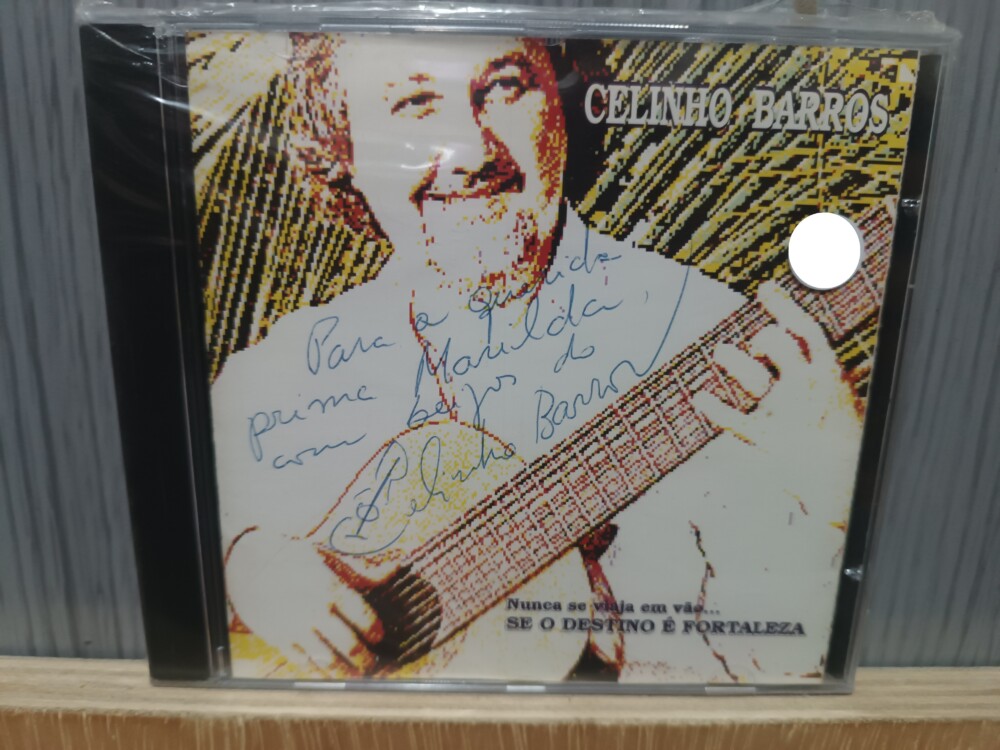 CELINHO BARROS
Para a querida
prima Marilda
com beijos do
Celinho Barros
Nunca se viaja em vão...
SE O DESTINO É FORTALEZA